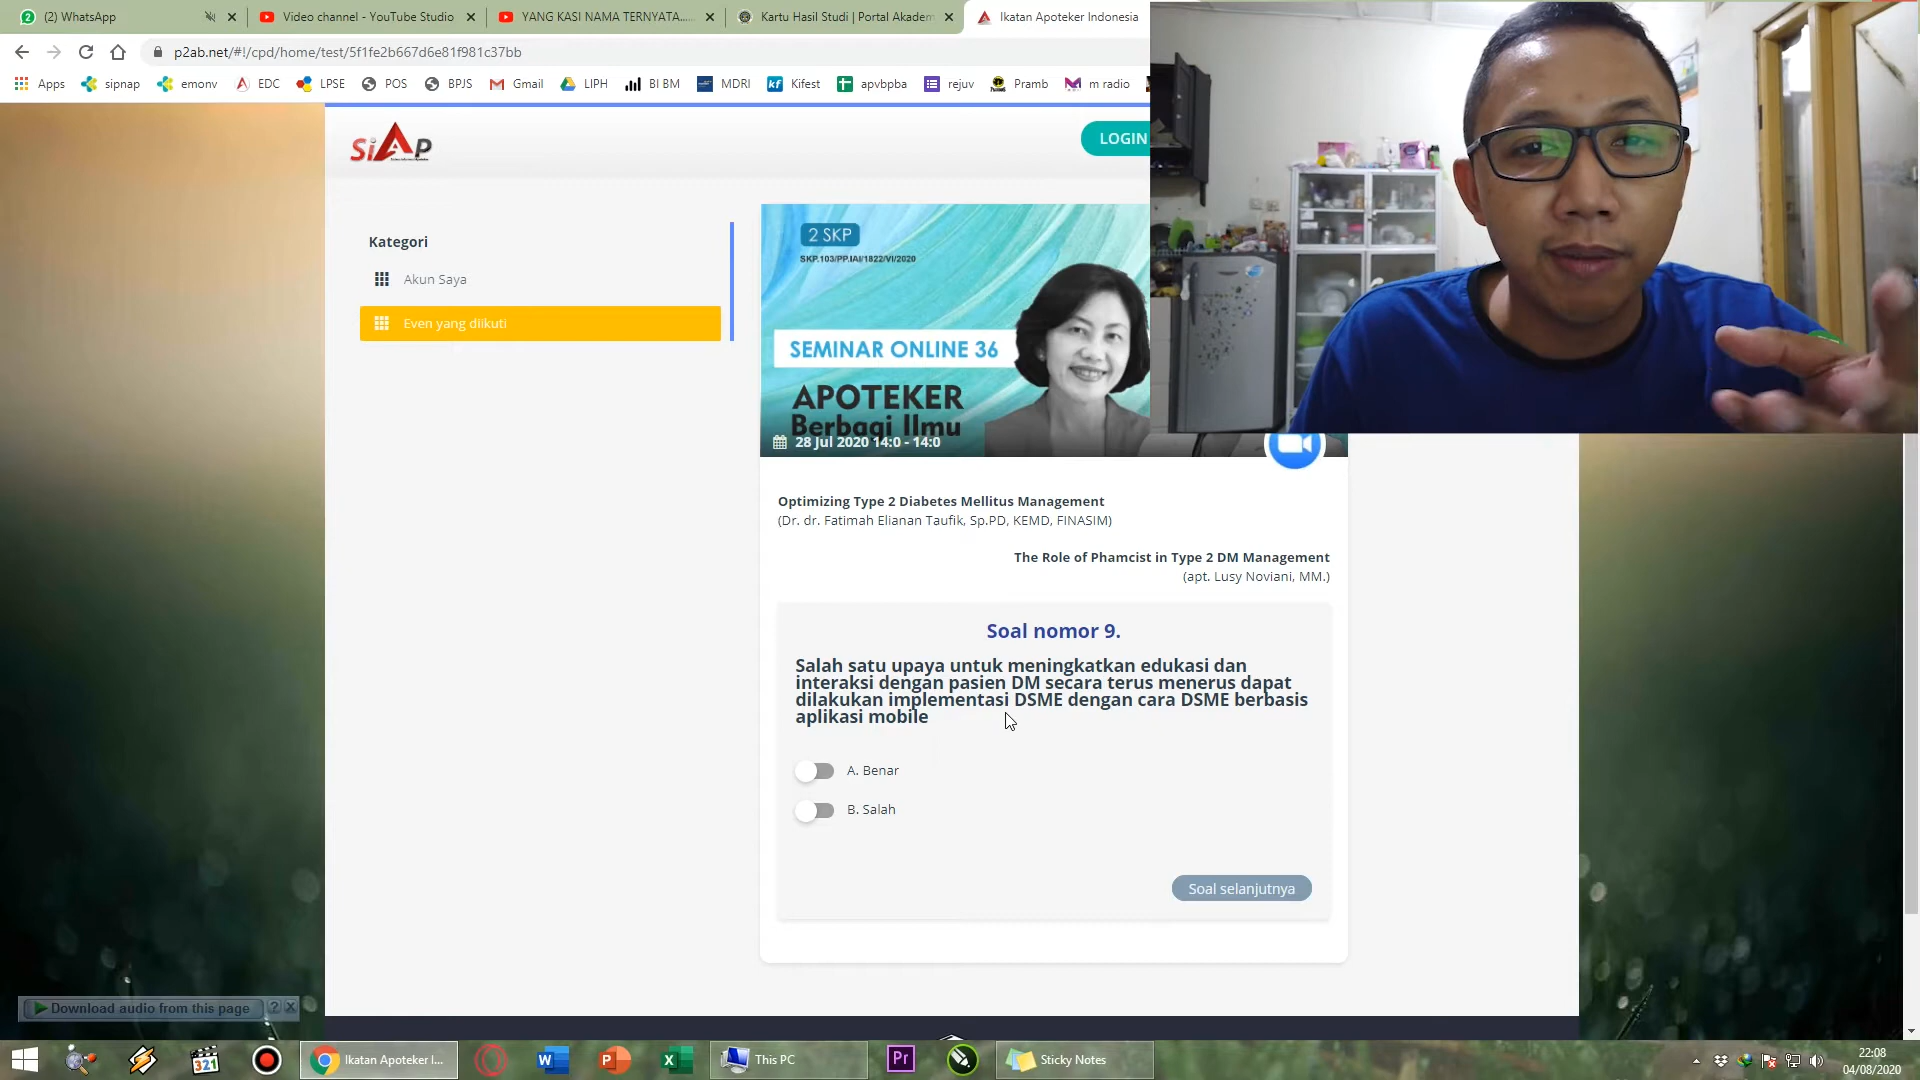 (2) WhatsApp
Video channel - YouTube Studio
YANG KASI NAMA TERNYATA.....
Kartu Hasil Studi | Portal Akadem
Ikatan Apoteker Indonesia
p2ab.net/#!/cpd/home/test/5f1fe2b667d6e81f981c37bb
Apps
sipnap
emonv
EDC
LPSE
POS
BPJS
Gmail
LIPH
BI BM
MDRI
Kifest
apvbpba
rejuv
Pramb
m radio
SiAP
LOGIN
Kategori
Akun Saya
Even yang diikuti
2 SKP
SKP.103/PP.IAI/1822/VI/2020
SEMINAR ONLINE 36
APOTEKER
Berbagi Ilmu
28 Jul 2020 14:0 - 14:0
Optimizing Type 2 Diabetes Mellitus Management
(Dr. dr. Fatimah Elianan Taufik, Sp.PD, KEMD, FINASIM)
The Role of Phamcist in Type 2 DM Management
(apt. Lusy Noviani, MM.)
Soal nomor 9.
Salah satu upaya untuk meningkatkan edukasi dan
interaksi dengan pasien DM secara terus menerus dapat
dilakukan implementasi DSME dengan cara DSME berbasis
aplikasi mobile
A. Benar
B. Salah
Soal selanjutnya
Download audio from this page
? X
321
Ikatan Apoteker I...
This PC
Pr
Sticky Notes
22:08
04/08/2020